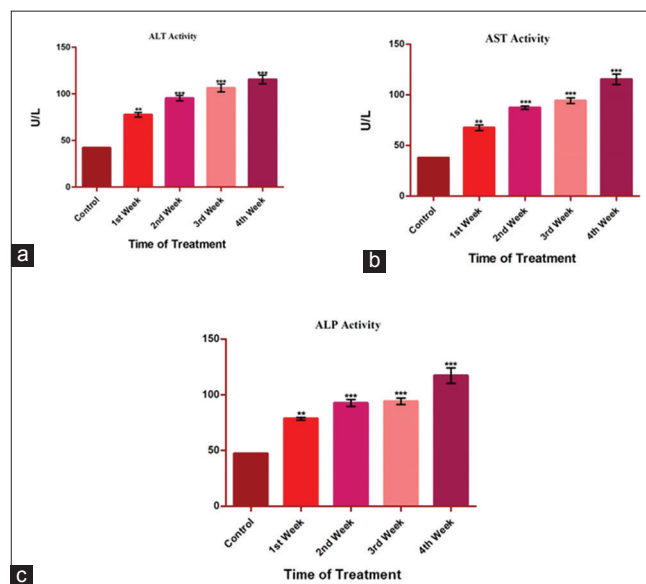 ALT Activity
150
100
50
0
U/L
**
***
***
***
Control
1st Week
2nd Week
3rd Week
4th Week
Time of Treatment
a
AST Activity
150
100
50
0
U/L
**
***
***
***
Control
1st Week
2nd Week
3rd Week
4th Week
Time of Treatment
b
ALP Activity
150
100
50
0
**
***
***
***
Control
1st Week
2nd Week
3rd Week
4th Week
Time of Treatment
c